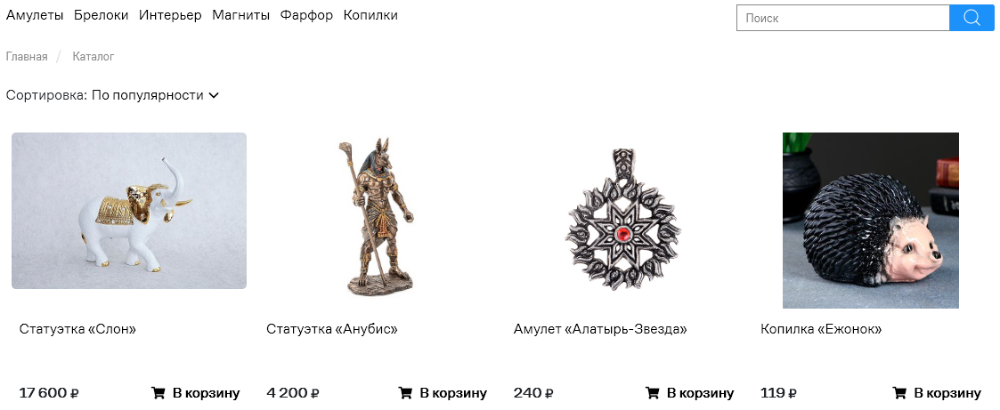 Амулеты Брелоки Интерьер Магниты Фарфор Копилки
Поиск
Главная / Каталог
Сортировка: По популярности
Статуэтка «Слон»
Статуэтка «Анубис»
Амулет «Алатырь-Звезда»
Копилка «Ежонок»
17 600 ₽ В корзину
4 200 ₽ В корзину
240 ₽ В корзину
119 ₽ В корзину